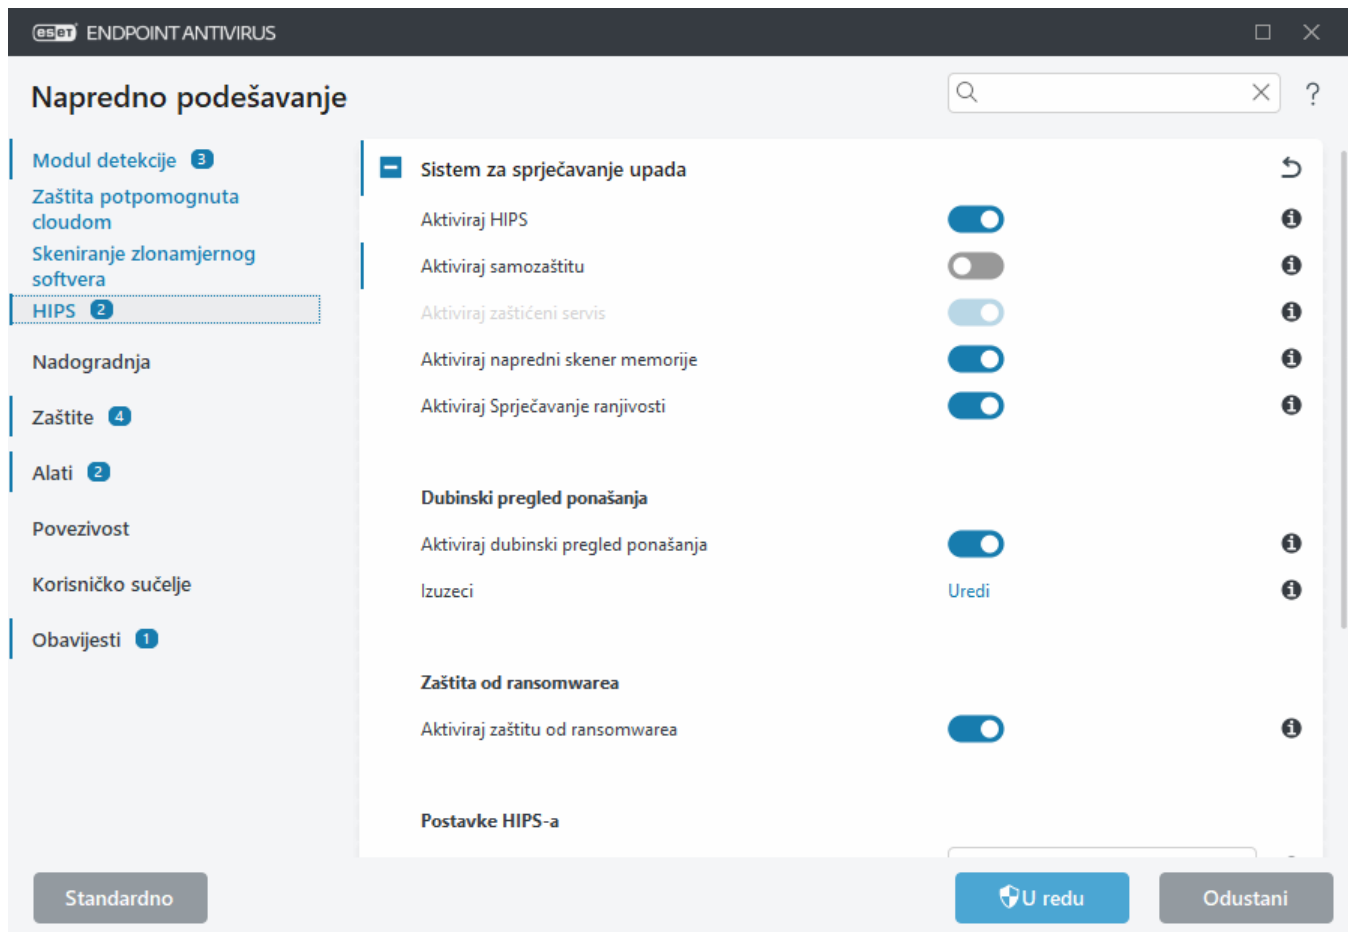 eset ENDPOINT ANTIVIRUS
Napredno podešavanje
?
Modul detekcije 3
Zaštita potpomognuta
cloudom
Skeniranje zlonamjernog
softvera
HIPS 2
Nadogradnja
Zaštite 4
Alati 2
Povezivost
Korisničko sučelje
Obavijesti 1
Sistem za sprječavanje upada
Aktiviraj HIPS
Aktiviraj samozaštitu
Aktiviraj zaštićeni servis
Aktiviraj napredni skener memorije
Aktiviraj Sprječavanje ranjivosti
Dubinski pregled ponašanja
Aktiviraj dubinski pregled ponašanja
Izuzeci Uredi
Zaštita od ransomwarea
Aktiviraj zaštitu od ransomwarea
Postavke HIPS-a
Standardno
U redu
Odustani